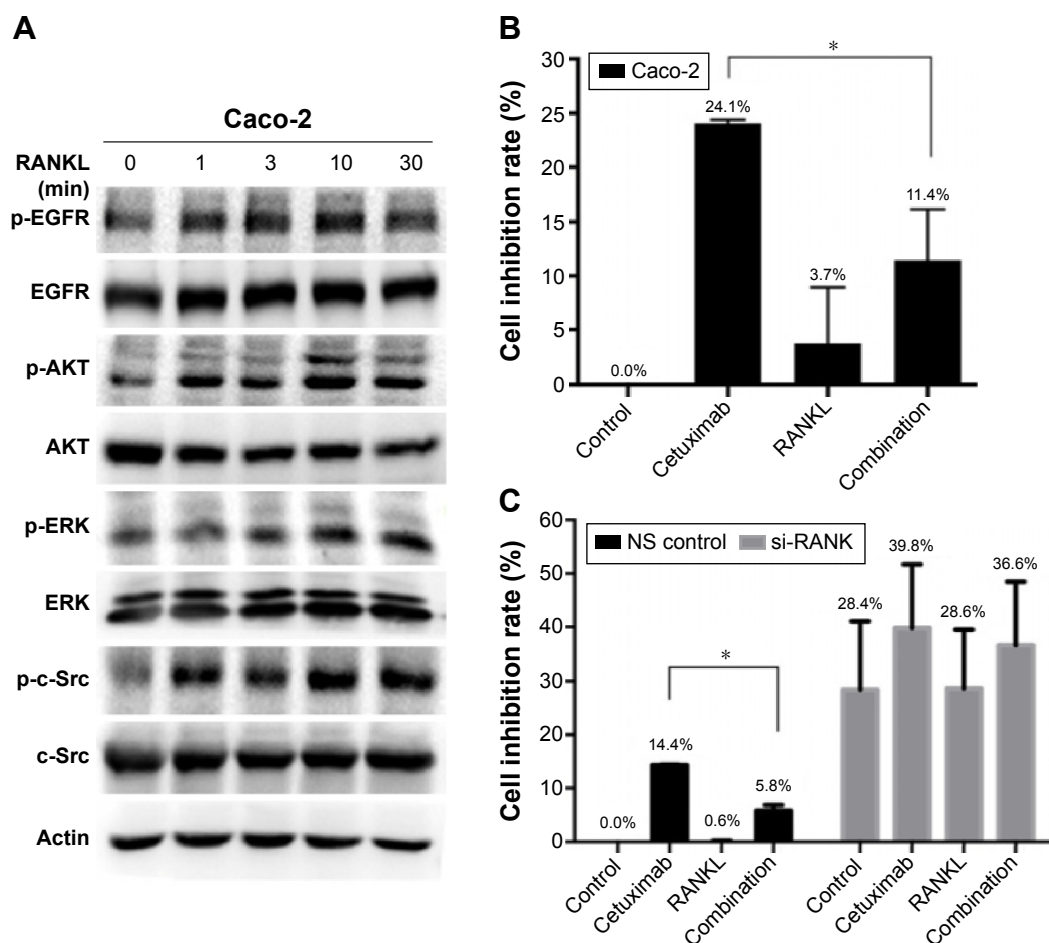 A
Caco-2
RANKL 0 1 3 10 30
(min)
p-EGFR
EGFR
p-AKT
AKT
p-ERK
ERK
p-c-Src
c-Src
Actin
B
Cell inhibition rate (%)
30
25
20
15
10
5
0
Caco-2
*
0.0%
24.1%
3.7%
11.4%
Control
Cetuximab
RANKL
Combination
C
Cell inhibition rate (%)
60
50
40
30
20
10
0
NS control si-RANK
*
0.0%
14.4%
0.6%
5.8%
28.4%
39.8%
28.6%
36.6%
Control
Cetuximab
RANKL
Combination
Control
Cetuximab
RANKL
Combination